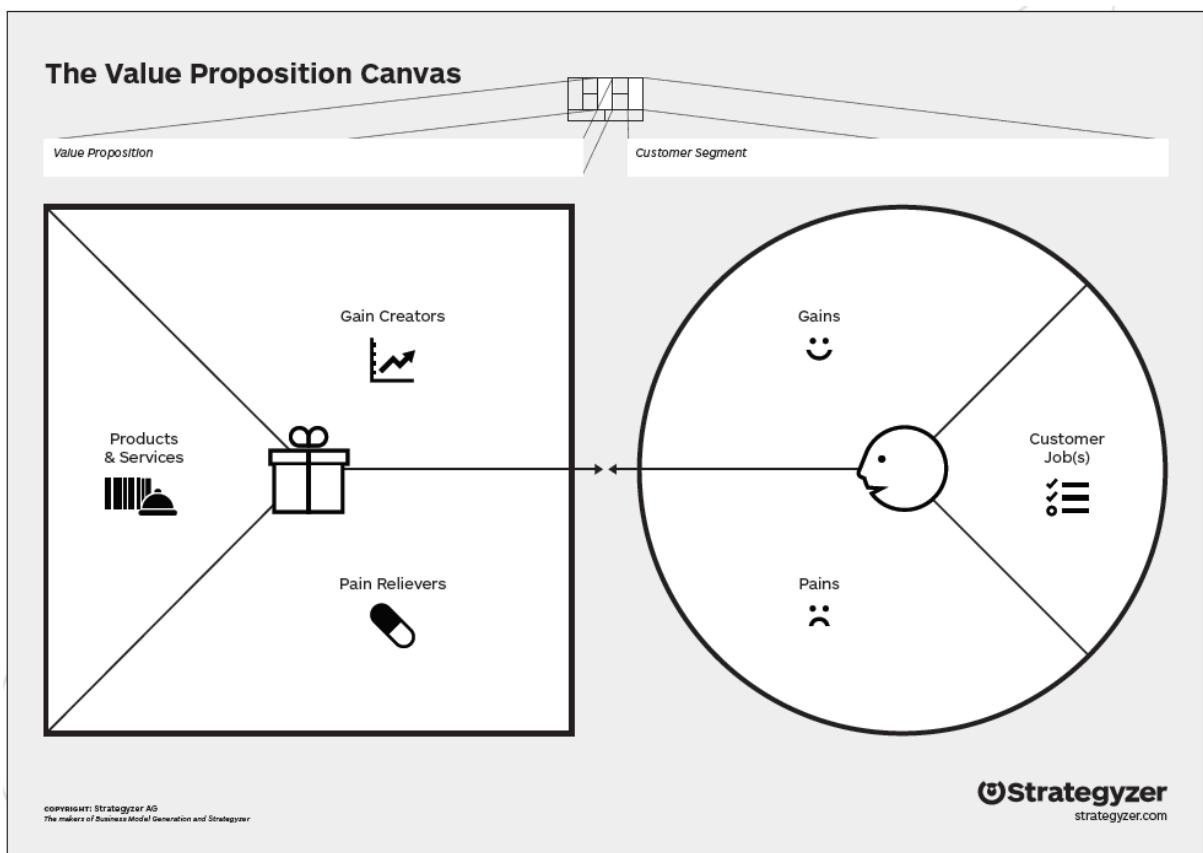 The Value Proposition Canvas
Value Proposition
Customer Segment
Gain Creators
Gains
Products
& Services
Customer
Job(s)
Pain Relievers
Pains
COPYRIGHT: Strategyzer AG
The makers of Business Model Generation and Strategyzer
Strategyzer
strategyzer.com